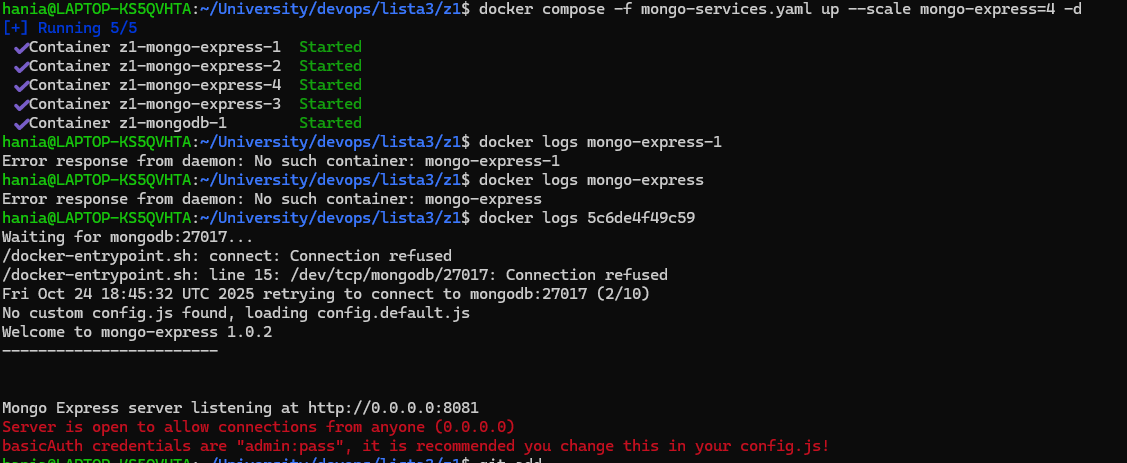 hania@LAPTOP-KS5QVHTA:~/University/devops/lista3/z1$ docker compose -f mongo-services.yaml up --scale mongo-express=4 -d
[+] Running 5/5
✔Container z1-mongo-express-1 Started
✔Container z1-mongo-express-2 Started
✔Container z1-mongo-express-4 Started
✔Container z1-mongo-express-3 Started
✔Container z1-mongodb-1 Started
hania@LAPTOP-KS5QVHTA:~/University/devops/lista3/z1$ docker logs mongo-express-1
Error response from daemon: No such container: mongo-express-1
hania@LAPTOP-KS5QVHTA:~/University/devops/lista3/z1$ docker logs mongo-express
Error response from daemon: No such container: mongo-express
hania@LAPTOP-KS5QVHTA:~/University/devops/lista3/z1$ docker logs 5c6de4f49c59
Waiting for mongodb:27017...
/docker-entrypoint.sh: connect: Connection refused
/docker-entrypoint.sh: line 15: /dev/tcp/mongodb/27017: Connection refused
Fri Oct 24 18:45:32 UTC 2025 retrying to connect to mongodb:27017 (2/10)
No custom config.js found, loading config.default.js
Welcome to mongo-express 1.0.2
------------------------
Mongo Express server listening at http://0.0.0.0:8081
Server is open to allow connections from anyone (0.0.0.0)
basicAuth credentials are "admin:pass", it is recommended you change this in your config.js!
hania@LAPTOP-KS5QVHTA:~/University/devops/lista3/z1$ git add